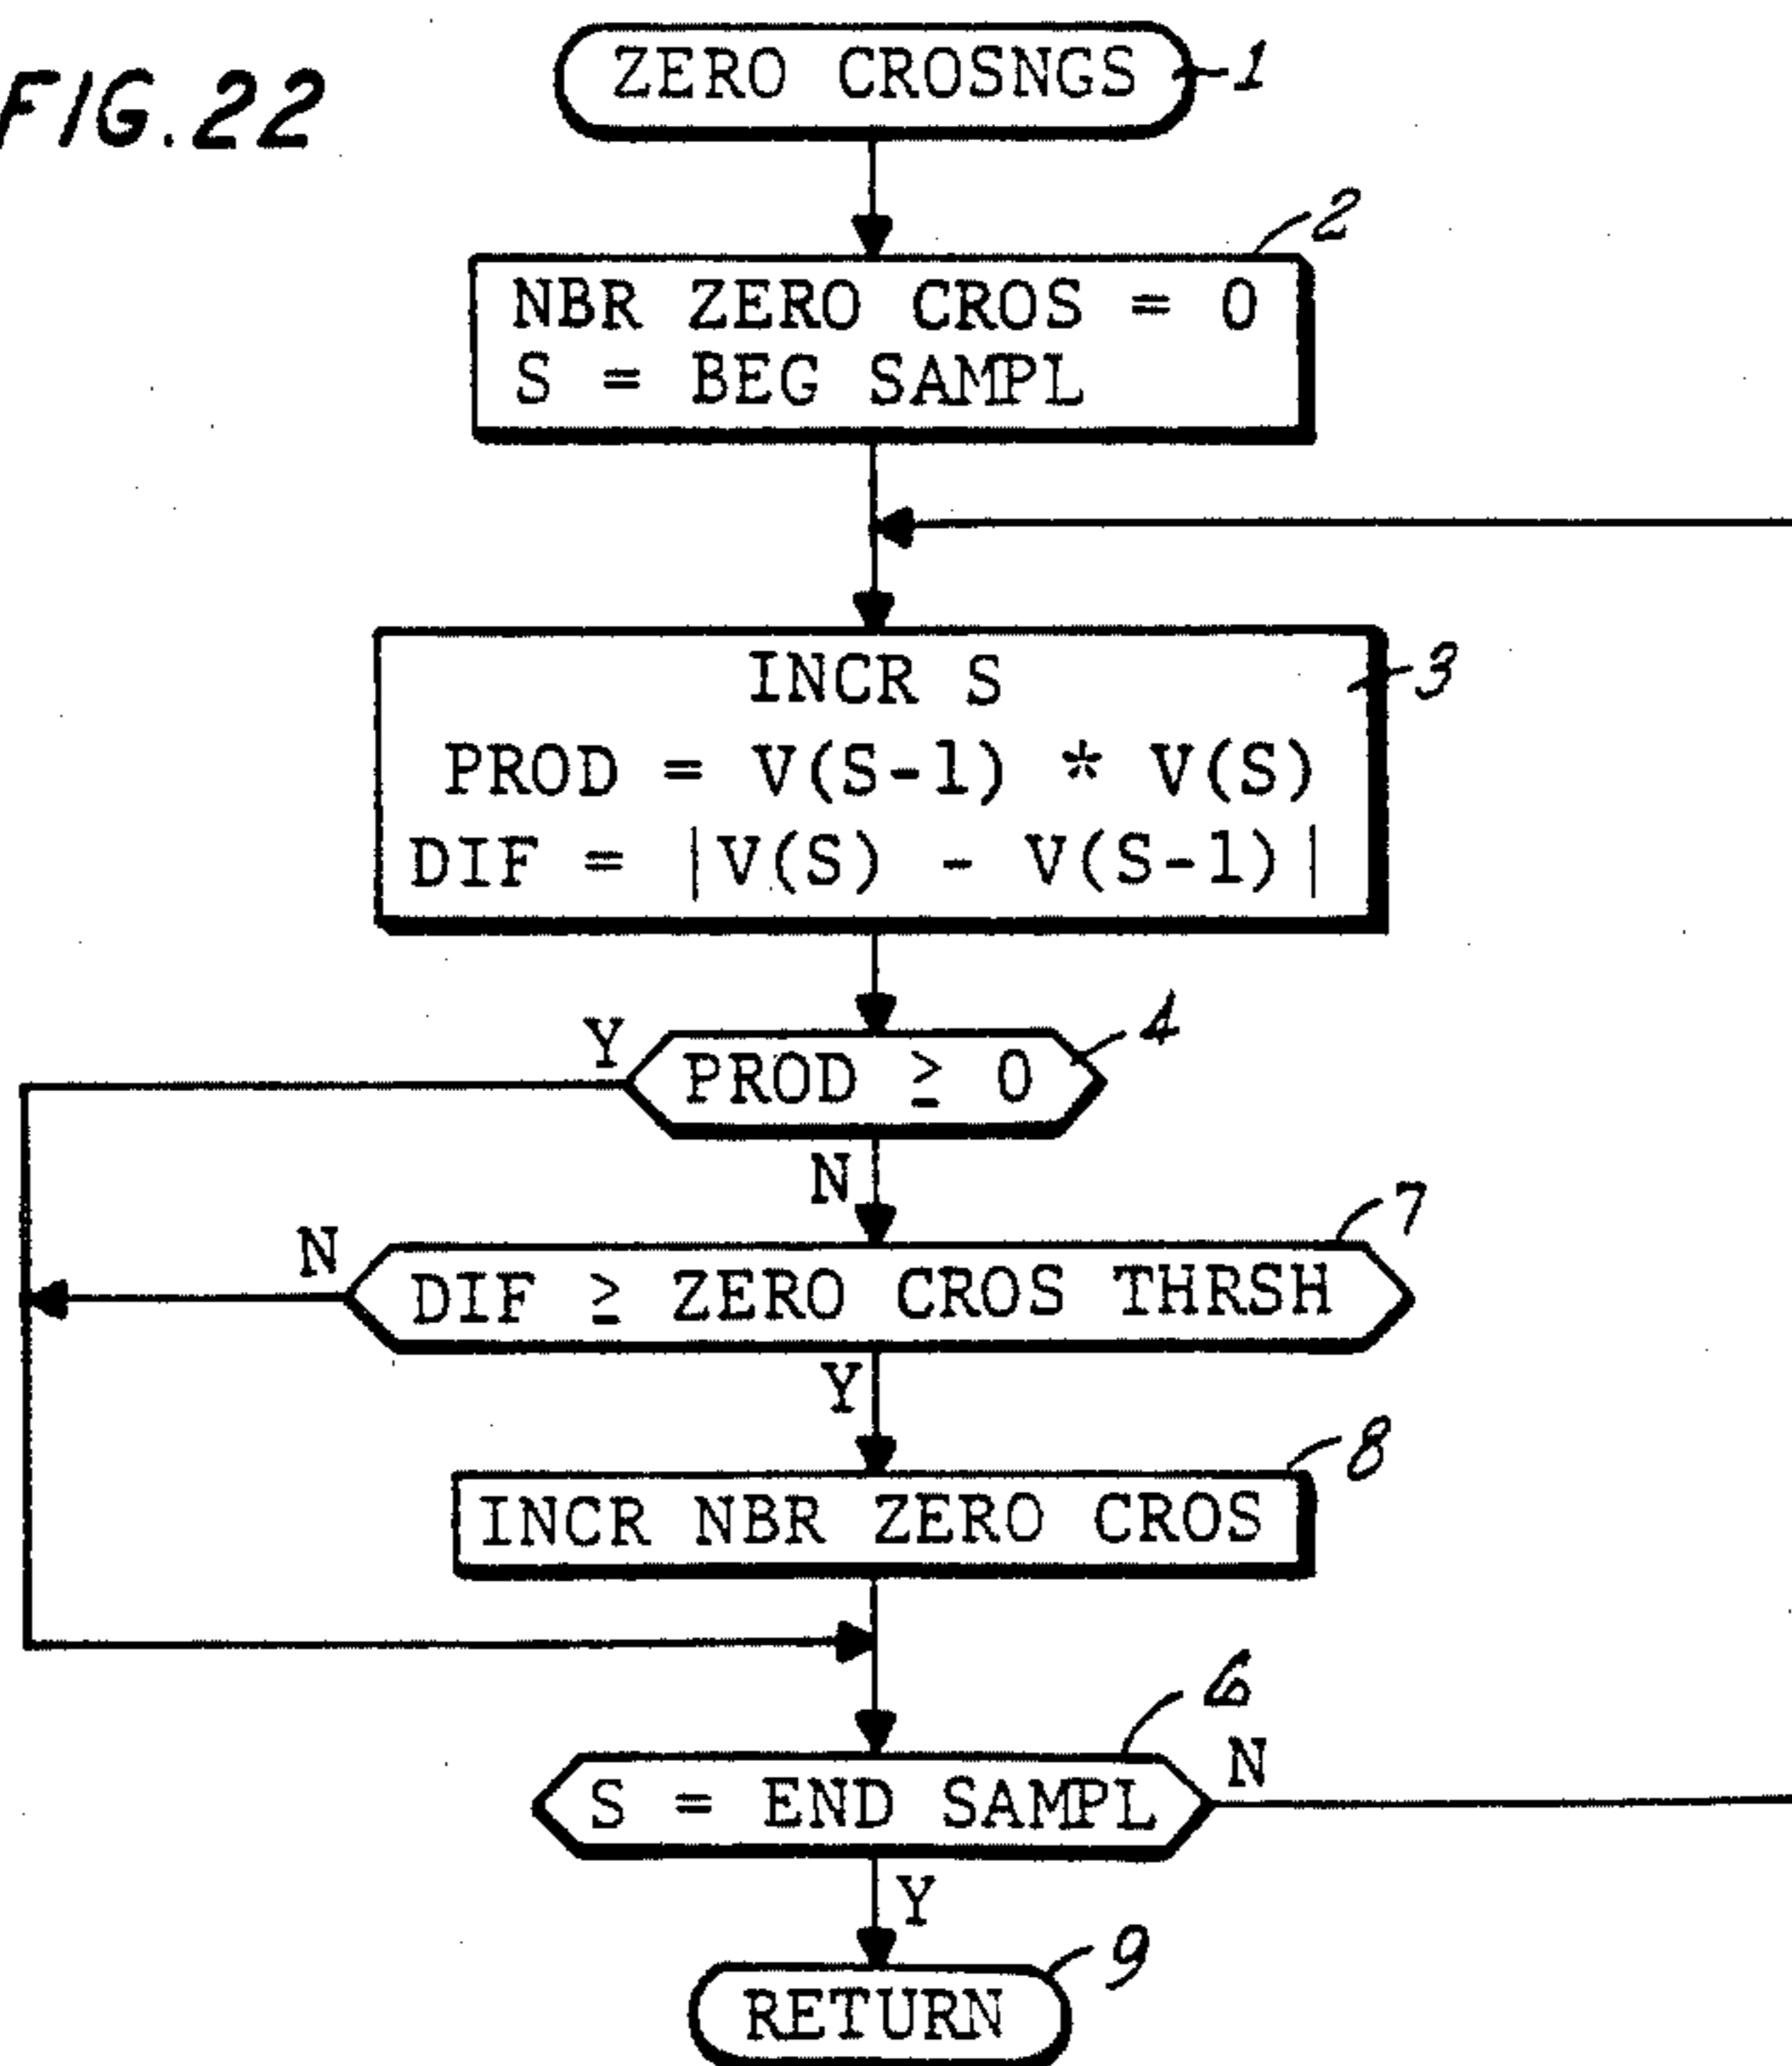 FIG. 22
ZERO CROSNGS
1
2
NBR ZERO CROS = 0
S = BEG SAMPL
3
INCR S
PROD = V(S-1) * V(S)
DIF = |V(S) - V(S-1)|
4
Y
PROD ≥ 0
N
7
N
DIF ≥ ZERO CROS THRSH
Y
8
INCR NBR ZERO CROS
6
N
S = END SAMPL
Y
9
RETURN